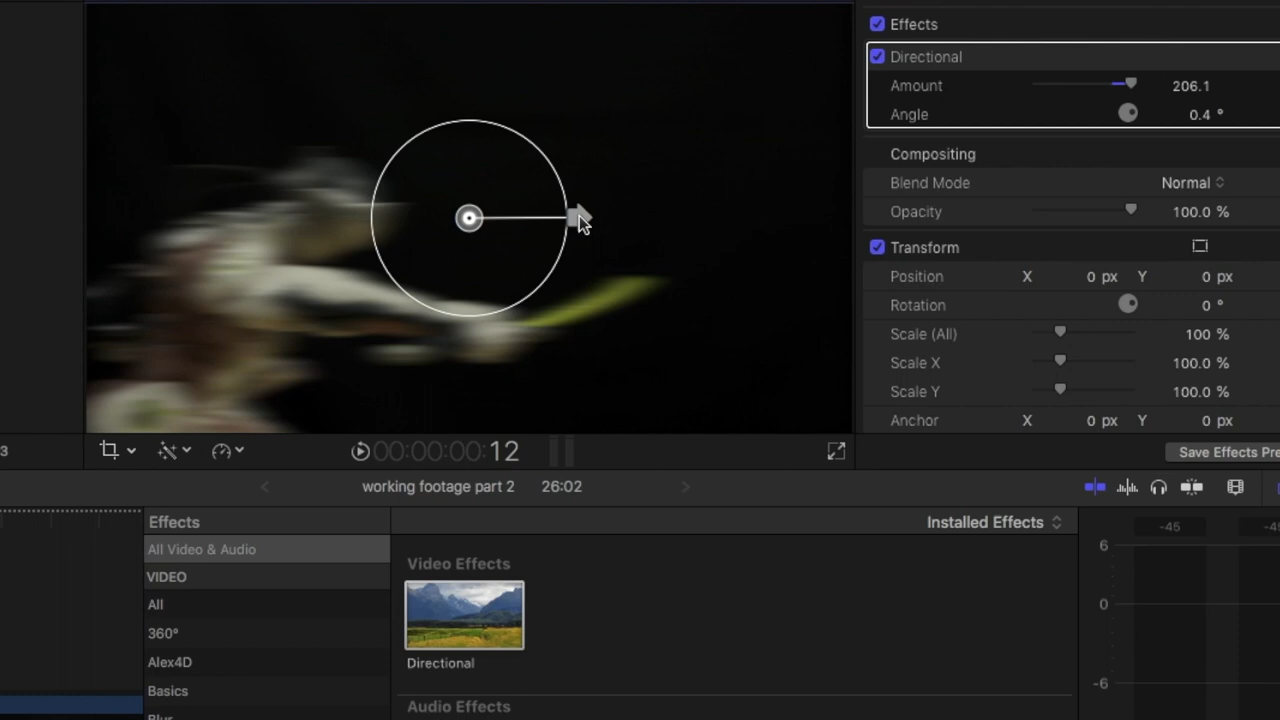 Effects
Directional
Amount 206.1
Angle 0.4 °
Compositing
Blend Mode Normal
Opacity 100.0 %
Transform
Position X 0 px Y 0 px
Rotation 0 °
Scale (All) 100 %
Scale X 100.0 %
Scale Y 100.0 %
Anchor X 0 px Y 0 px
3 00:00:00:12 Save Effects Pre
working footage part 2 26:02
Effects Installed Effects
All Video & Audio
VIDEO
All
360°
Alex4D
Basics
Blur
Video Effects
Directional
Audio Effects
-45 -45
6
0
-6